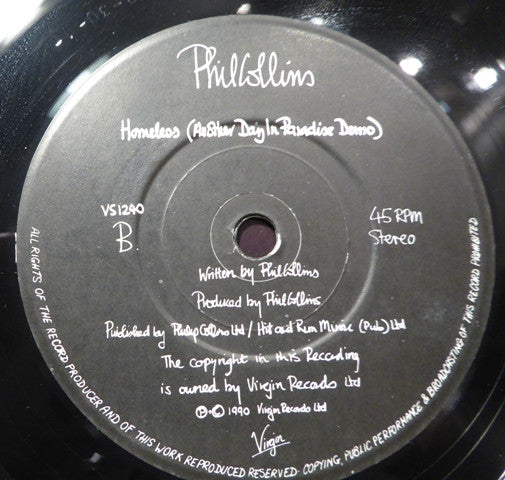 Phil Collins
Homeless (Another Day In Paradise Demo)
VS1290
B.
45 RPM
Stereo
Written by Phil Collins
Produced by Phil Collins
Published by Philip Collins Ltd / Hit and Run Music (Pub) Ltd
The copyright in this Recording
is owned by Virgin Records Ltd
℗·© 1990 Virgin Records Ltd
Virgin
ALL RIGHTS OF THE RECORD PRODUCER AND OF THIS WORK REPRODUCED RESERVED· COPYING, PUBLIC PERFORMANCE & BROADCASTING OF THIS RECORD PROHIBITED